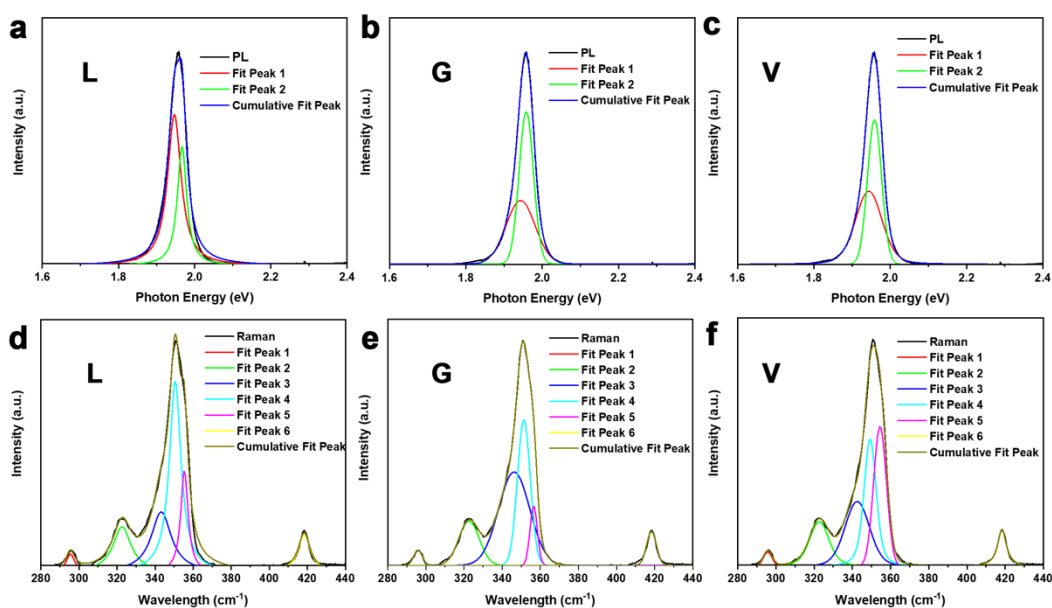 a
L
PL
Fit Peak 1
Fit Peak 2
Cumulative Fit Peak
Intensity (a.u.)
1.6 1.8 2.0 2.2 2.4
Photon Energy (eV)
b
G
PL
Fit Peak 1
Fit Peak 2
Cumulative Fit Peak
Intensity (a.u.)
1.6 1.8 2.0 2.2 2.4
Photon Energy (eV)
c
V
PL
Fit Peak 1
Fit Peak 2
Cumulative Fit Peak
Intensity (a.u.)
1.6 1.8 2.0 2.2 2.4
Photon Energy (eV)
d
L
Raman
Fit Peak 1
Fit Peak 2
Fit Peak 3
Fit Peak 4
Fit Peak 5
Fit Peak 6
Cumulative Fit Peak
Intensity (a.u.)
280 300 320 340 360 380 400 420 440
Wavelength (cm⁻¹)
e
G
Raman
Fit Peak 1
Fit Peak 2
Fit Peak 3
Fit Peak 4
Fit Peak 5
Fit Peak 6
Cumulative Fit Peak
Intensity (a.u.)
280 300 320 340 360 380 400 420 440
Wavelength (cm⁻¹)
f
V
Raman
Fit Peak 1
Fit Peak 2
Fit Peak 3
Fit Peak 4
Fit Peak 5
Fit Peak 6
Cumulative Fit Peak
Intensity (a.u.)
280 300 320 340 360 380 400 420 440
Wavelength (cm⁻¹)